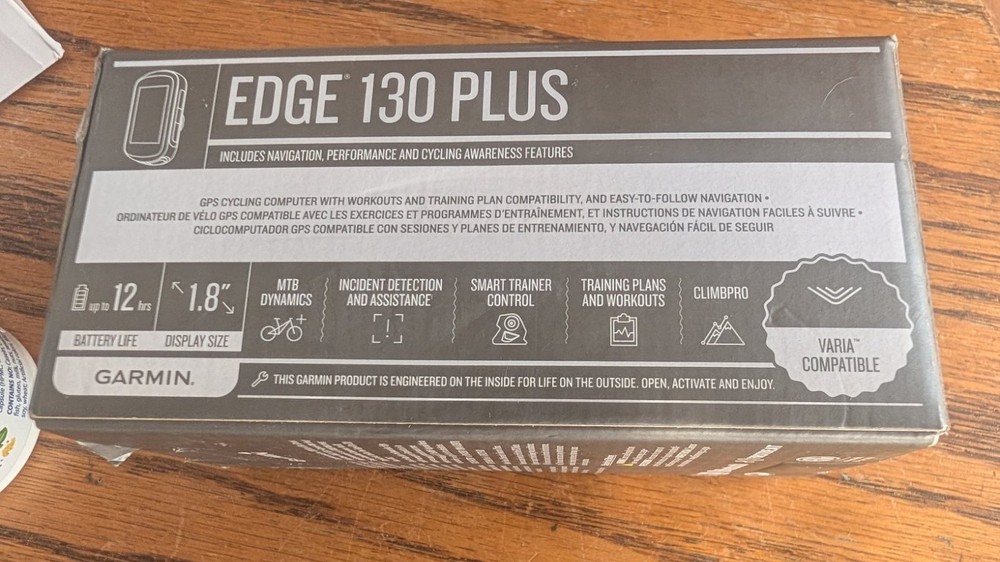 EDGE® 130 PLUS
INCLUDES NAVIGATION, PERFORMANCE AND CYCLING AWARENESS FEATURES
GPS CYCLING COMPUTER WITH WORKOUTS AND TRAINING PLAN COMPATIBILITY, AND EASY-TO-FOLLOW NAVIGATION •
ORDINATEUR DE VÉLO GPS COMPATIBLE AVEC LES EXERCICES ET PROGRAMMES D'ENTRAÎNEMENT, ET INSTRUCTIONS DE NAVIGATION FACILES À SUIVRE •
CICLOCOMPUTADOR GPS COMPATIBLE CON SESIONES Y PLANES DE ENTRENAMIENTO, Y NAVEGACIÓN FÁCIL DE SEGUIR
up to 12 hrs
BATTERY LIFE
1.8"
DISPLAY SIZE
MTB
DYNAMICS
INCIDENT DETECTION
AND ASSISTANCE
SMART TRAINER
CONTROL
TRAINING PLANS
AND WORKOUTS
CLIMBPRO
VARIA™
COMPATIBLE
GARMIN®
THIS GARMIN PRODUCT IS ENGINEERED ON THE INSIDE FOR LIFE ON THE OUTSIDE. OPEN, ACTIVATE AND ENJOY.
CONTAINS NO: